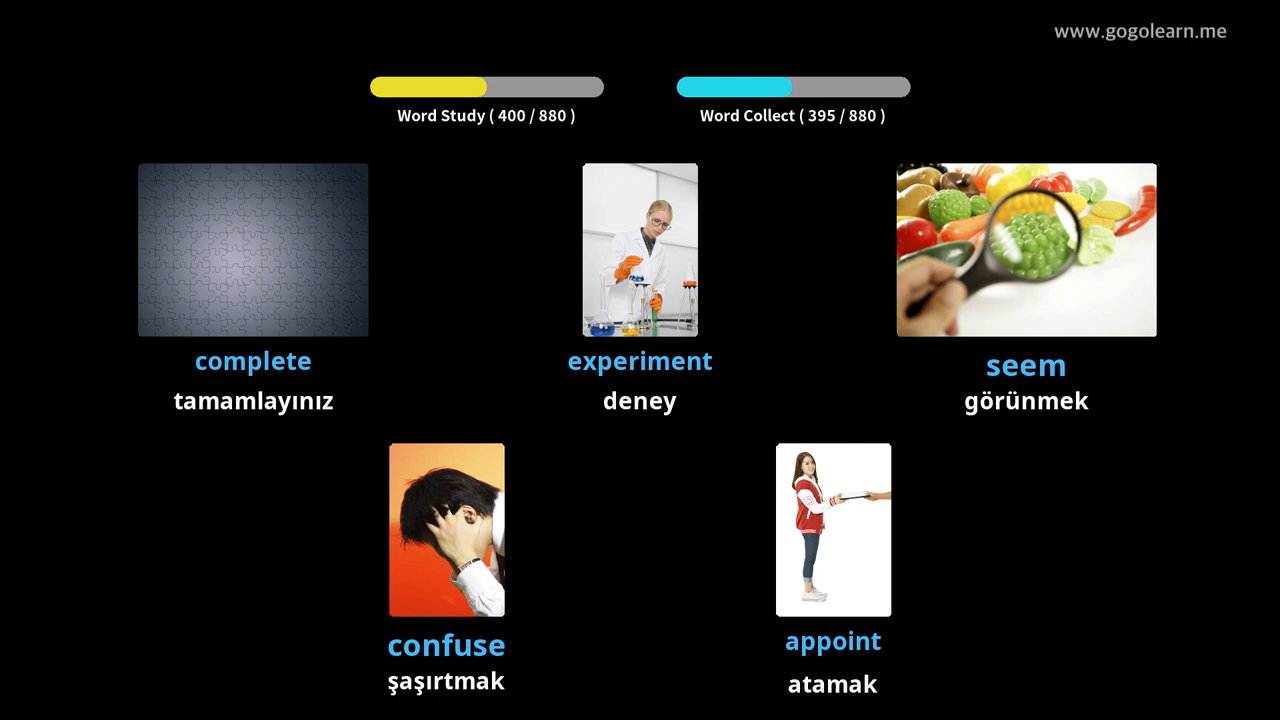 www.gogolearn.me
Word Study ( 400 / 880 )
Word Collect ( 395 / 880 )
complete
tamamlayınız
experiment
deney
seem
görünmek
confuse
şaşırtmak
appoint
atamak